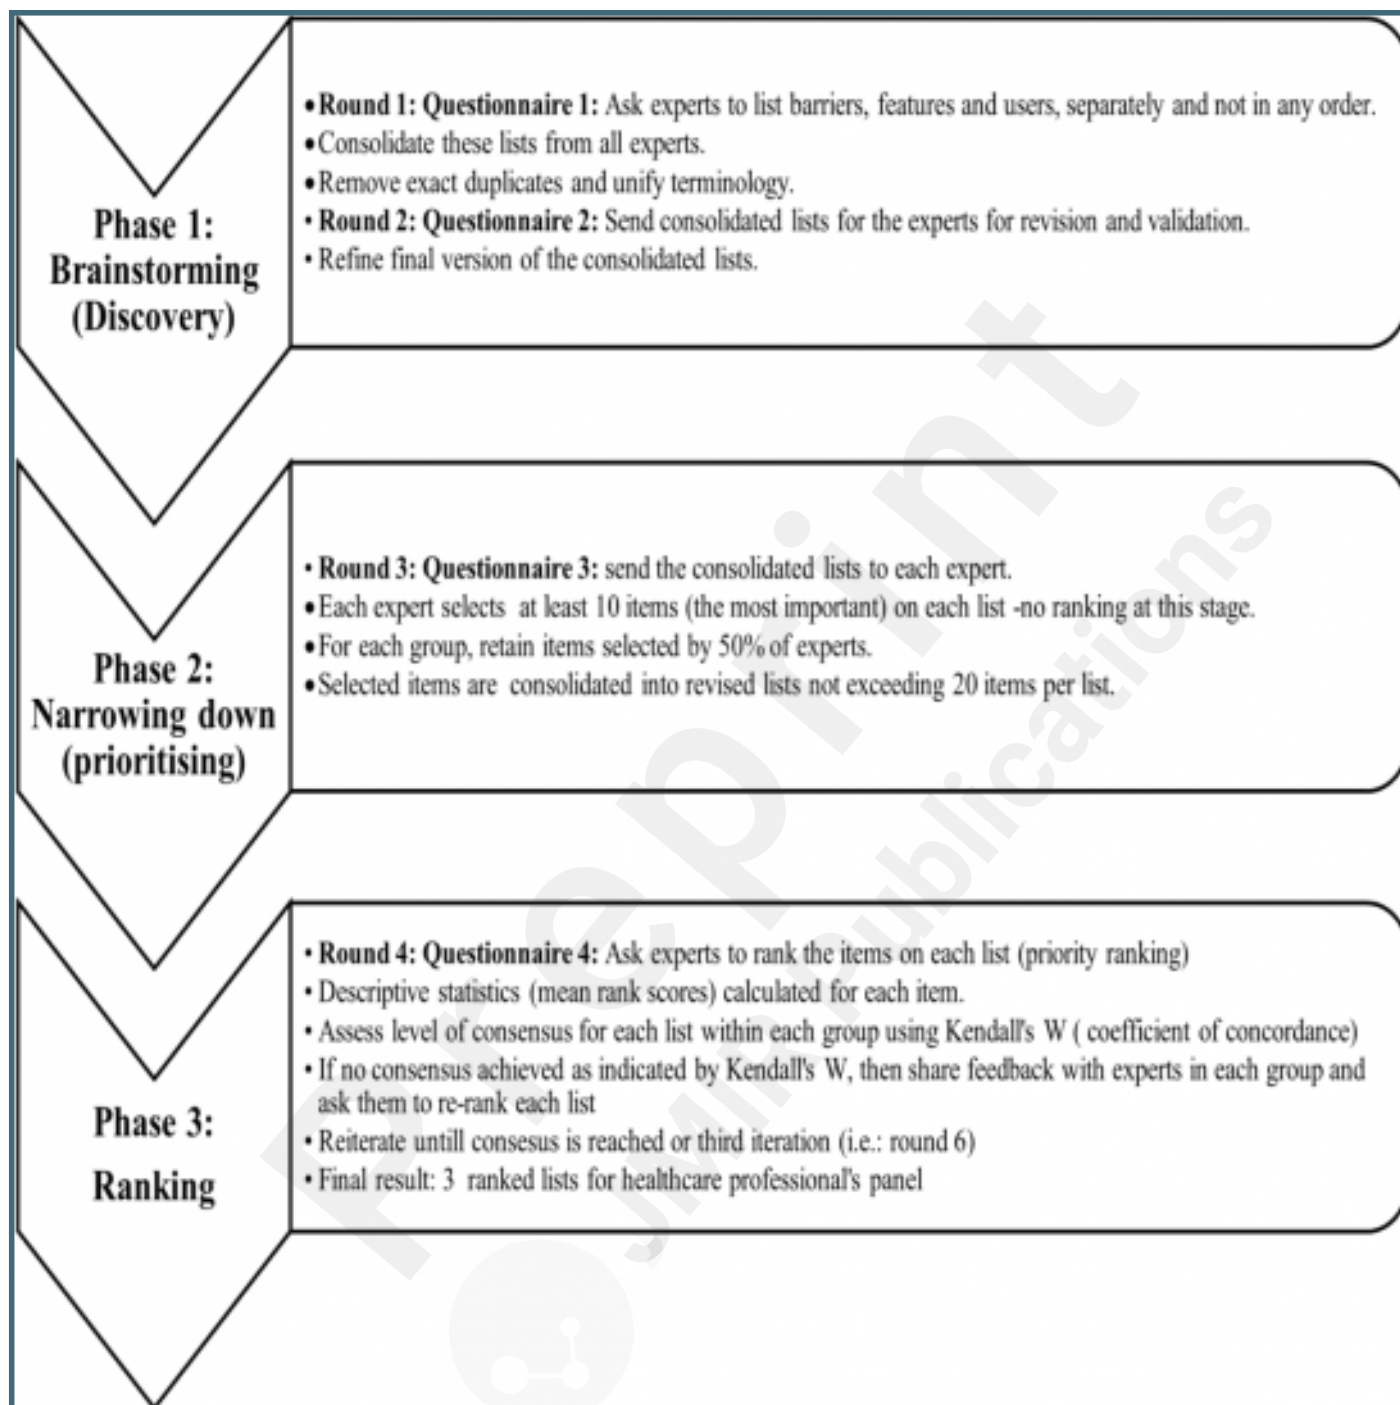 •Round 1: Questionnaire 1: Ask experts to list barriers, features and users, separately and not in any order.
•Consolidate these lists from all experts.
•Remove exact duplicates and unify terminology.
• Round 2: Questionnaire 2: Send consolidated lists for the experts for revision and validation.
• Refine final version of the consolidated lists.
Phase 1:
Brainstorming
(Discovery)
• Round 3: Questionnaire 3: send the consolidated lists to each expert.
•Each expert selects at least 10 items (the most important) on each list -no ranking at this stage.
•For each group, retain items selected by 50% of experts.
•Selected items are consolidated into revised lists not exceeding 20 items per list.
Phase 2:
Narrowing down
(prioritising)
• Round 4: Questionnaire 4: Ask experts to rank the items on each list (priority ranking)
• Descriptive statistics (mean rank scores) calculated for each item.
• Assess level of consensus for each list within each group using Kendall's W ( coefficient of concordance)
• If no consensus achieved as indicated by Kendall's W, then share feedback with experts in each group and
ask them to re-rank each list
• Reiterate untill consesus is reached or third iteration (i.e.: round 6)
• Final result: 3 ranked lists for healthcare professional's panel
Phase 3:
Ranking
Preprint
JMIR Publications